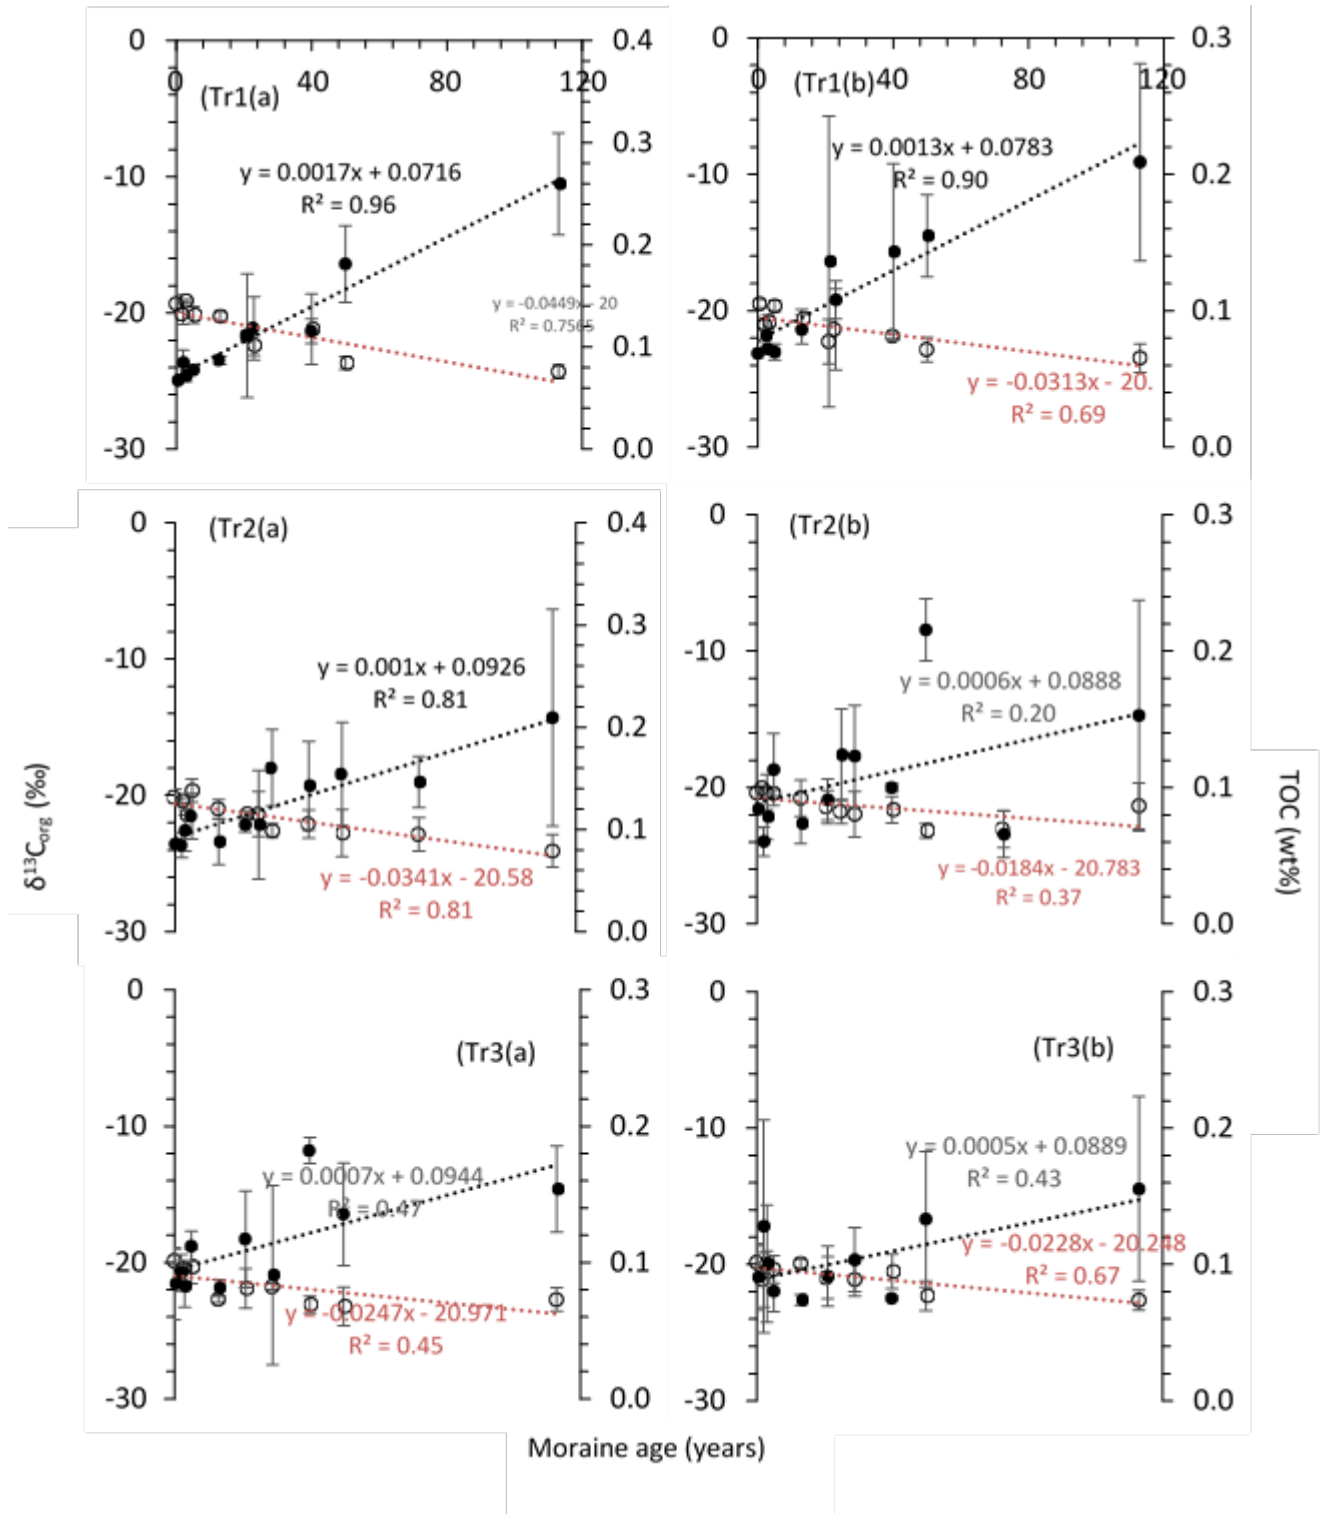 0
0.4
0
40
80
120
(Tr1(a)
0.3
y = 0.0017x + 0.0716
R² = 0.96
-10
0.2
-20
y = -0.0449x - 20
R² = 0.7565
0.1
-30
0.0
0
0.3
0
40
80
120
(Tr1(b)
y = 0.0013x + 0.0783
R² = 0.90
-10
0.2
-20
0.1
y = -0.0313x - 20.
R² = 0.69
-30
0.0
0
0.4
(Tr2(a)
0.3
-10
y = 0.001x + 0.0926
R² = 0.81
0.2
-20
0.1
y = -0.0341x - 20.58
R² = 0.81
-30
0.0
0
0.3
(Tr2(b)
-10
0.2
y = 0.0006x + 0.0888
R² = 0.20
-20
0.1
y = -0.0184x - 20.783
R² = 0.37
-30
0.0
δ¹³Corg (‰)
TOC (wt%)
0
0.3
(Tr3(a)
-10
0.2
y = 0.0007x + 0.0944
R² = 0.47
-20
0.1
y = -0.0247x - 20.971
R² = 0.45
-30
0.0
0
0.3
(Tr3(b)
-10
0.2
y = 0.0005x + 0.0889
R² = 0.43
-20
0.1
y = -0.0228x - 20.248
R² = 0.67
-30
0.0
Moraine age (years)